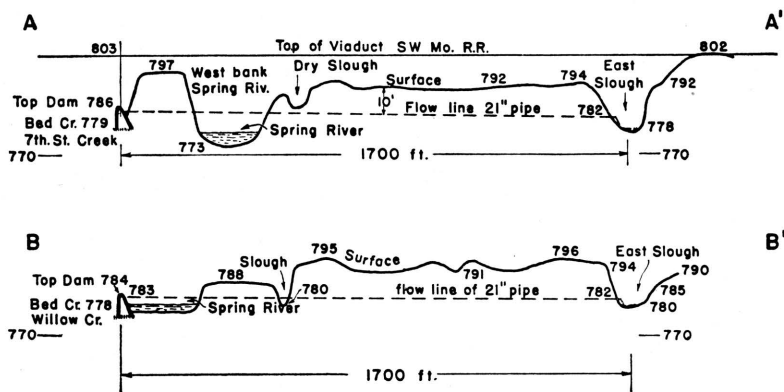 A A'
803 Top of Viaduct SW Mo. R.R. 802
797 West bank Dry Slough East
Spring Riv. Surface 792 794 Slough 792
Top Dam 786 10' Flow line 21" pipe 782
Bed Cr. 779 Spring River 778
7th. St. Creek
770 773 1700 ft. 770
B B'
795 Surface 796 East Slough
Slough 794 790
Top Dam 784 783 788 791
Bed Cr. 778 780 flow line of 21" pipe 782 785
Willow Cr. Spring River 780
770 770
1700 ft.